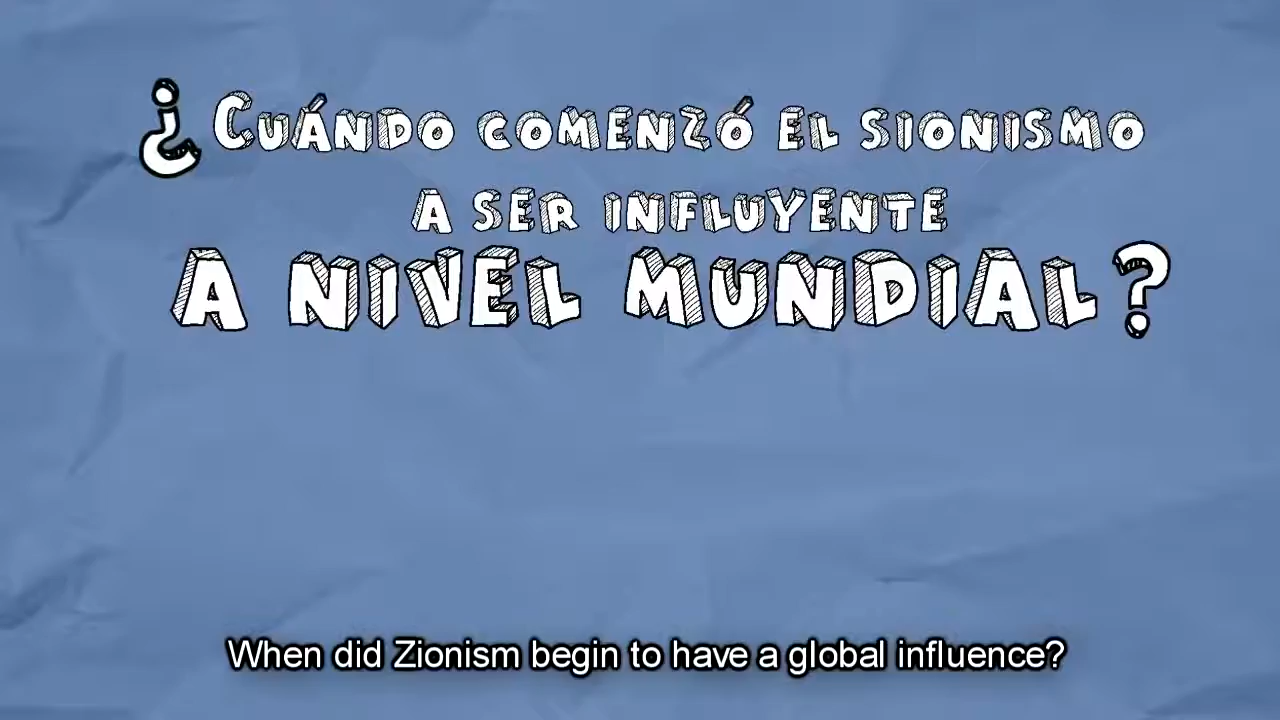 ¿Cuándo comenzó el sionismo
a ser influyente
a nivel mundial?
When did Zionism begin to have a global influence?